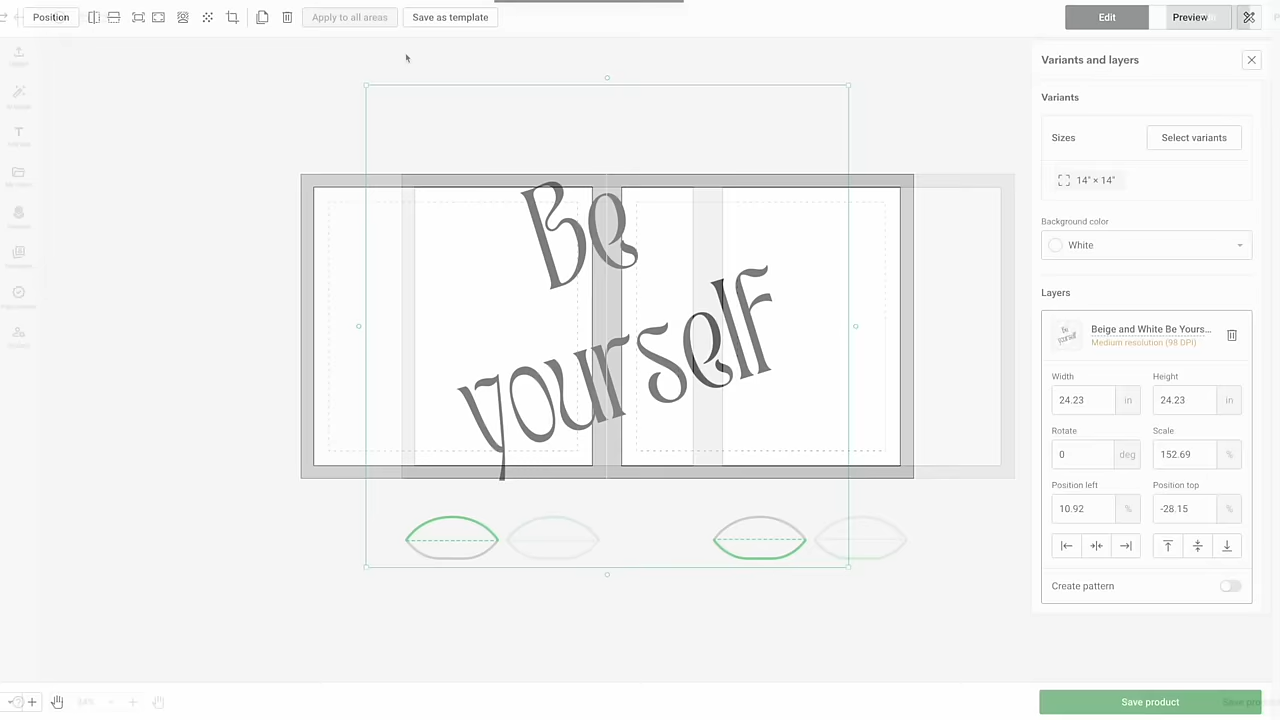 Position
Apply to all areas
Save as template
Edit
Preview
Variants and layers
Variants
Sizes
Select variants
14" × 14"
Background color
White
Layers
Beige and White Be Yours...
Medium resolution (98 DPI)
Width
Height
24.23 in
24.23 in
Rotate
Scale
0 deg
152.69 %
Position left
Position top
10.92 %
-28.15 %
Create pattern
Be
yourself
Save product